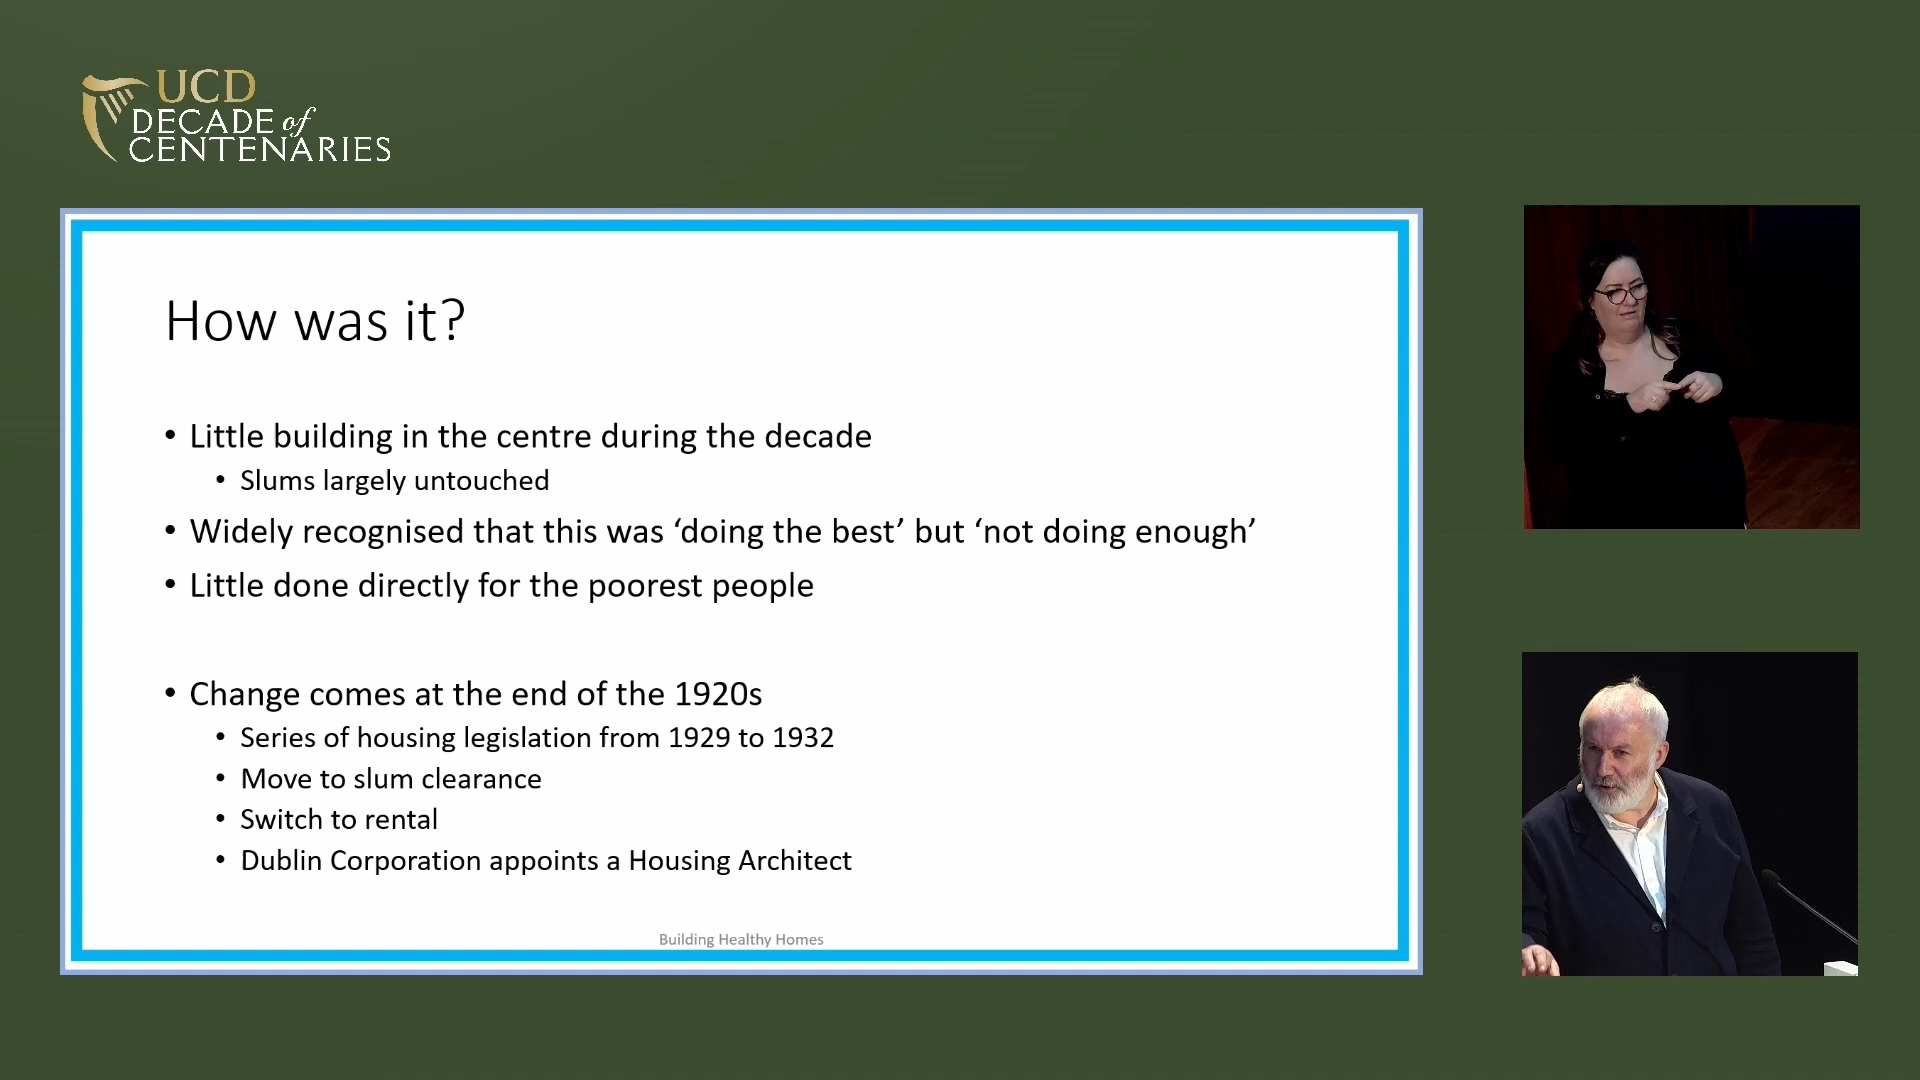 UCD
DECADE of
CENTENARIES
How was it?
• Little building in the centre during the decade
• Slums largely untouched
• Widely recognised that this was ‘doing the best’ but ‘not doing enough’
• Little done directly for the poorest people
• Change comes at the end of the 1920s
• Series of housing legislation from 1929 to 1932
• Move to slum clearance
• Switch to rental
• Dublin Corporation appoints a Housing Architect
Building Healthy Homes